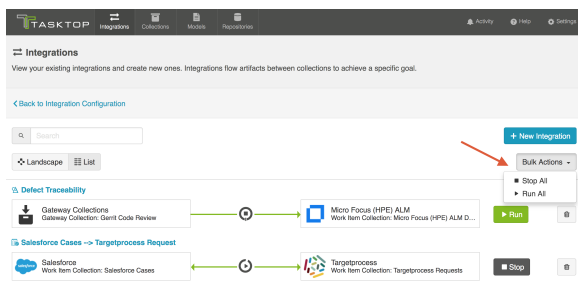 TASKTOP
Integrations
Collections
Models
Repositories
Activity
Help
Settings
Integrations
View your existing integrations and create new ones. Integrations flow artifacts between collections to achieve a specific goal.
Back to Integration Configuration
Search
+ New Integration
Landscape
List
Bulk Actions
Stop All
Run All
Defect Traceability
Gateway Collections
Gateway Collection: Gerrit Code Review
Micro Focus (HPE) ALM
Work Item Collection: Micro Focus (HPE) ALM D...
Run
Salesforce Cases --> Targetprocess Request
salesforce
Salesforce
Work Item Collection: Salesforce Cases
Targetprocess
Work Item Collection: Targetprocess Requests
Stop